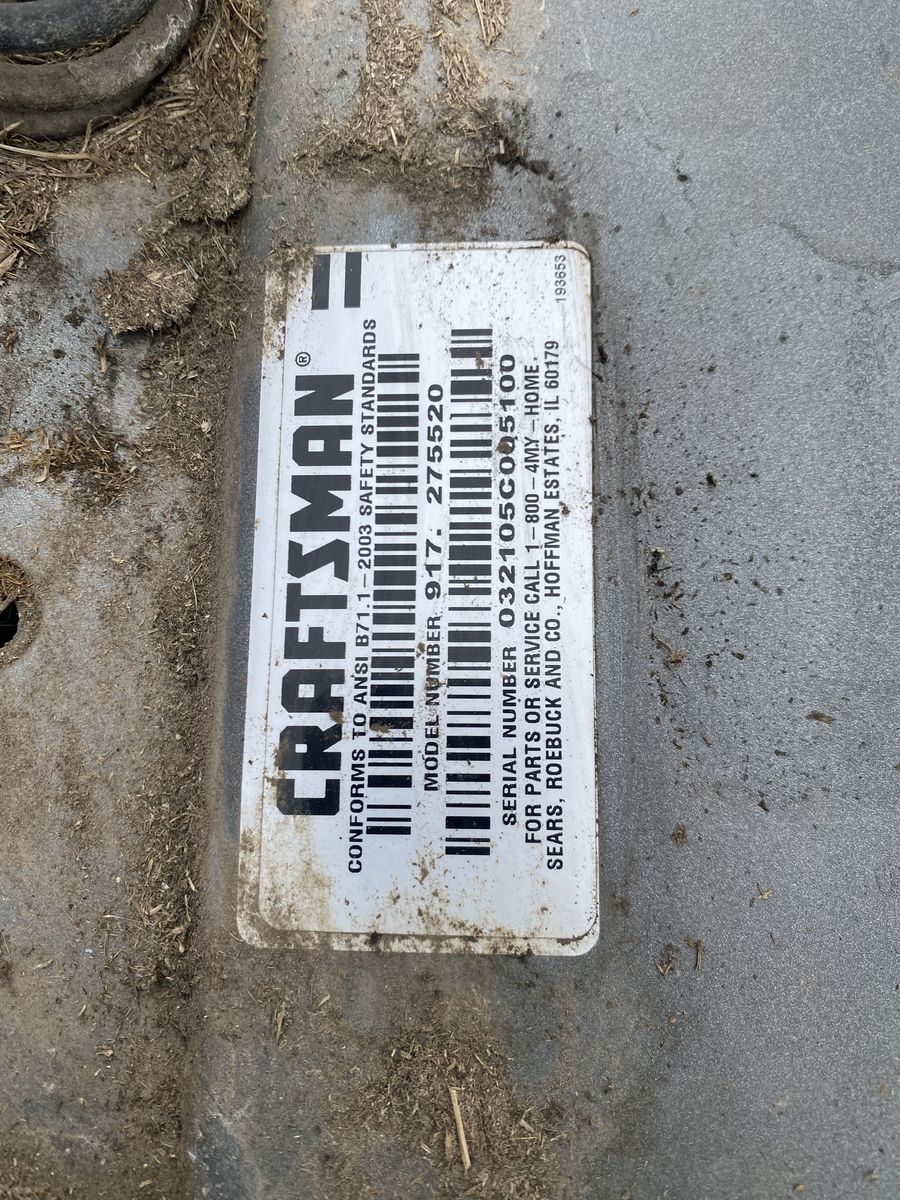 CRAFTSMAN®
CONFORMS TO ANSI B71.1-2003 SAFETY STANDARDS
MODEL NUMBER 917. 275520
SERIAL NUMBER 032105C005100
FOR PARTS OR SERVICE CALL 1-800-4MY-HOME.
SEARS, ROEBUCK AND CO., HOFFMAN ESTATES, IL 60179
193653